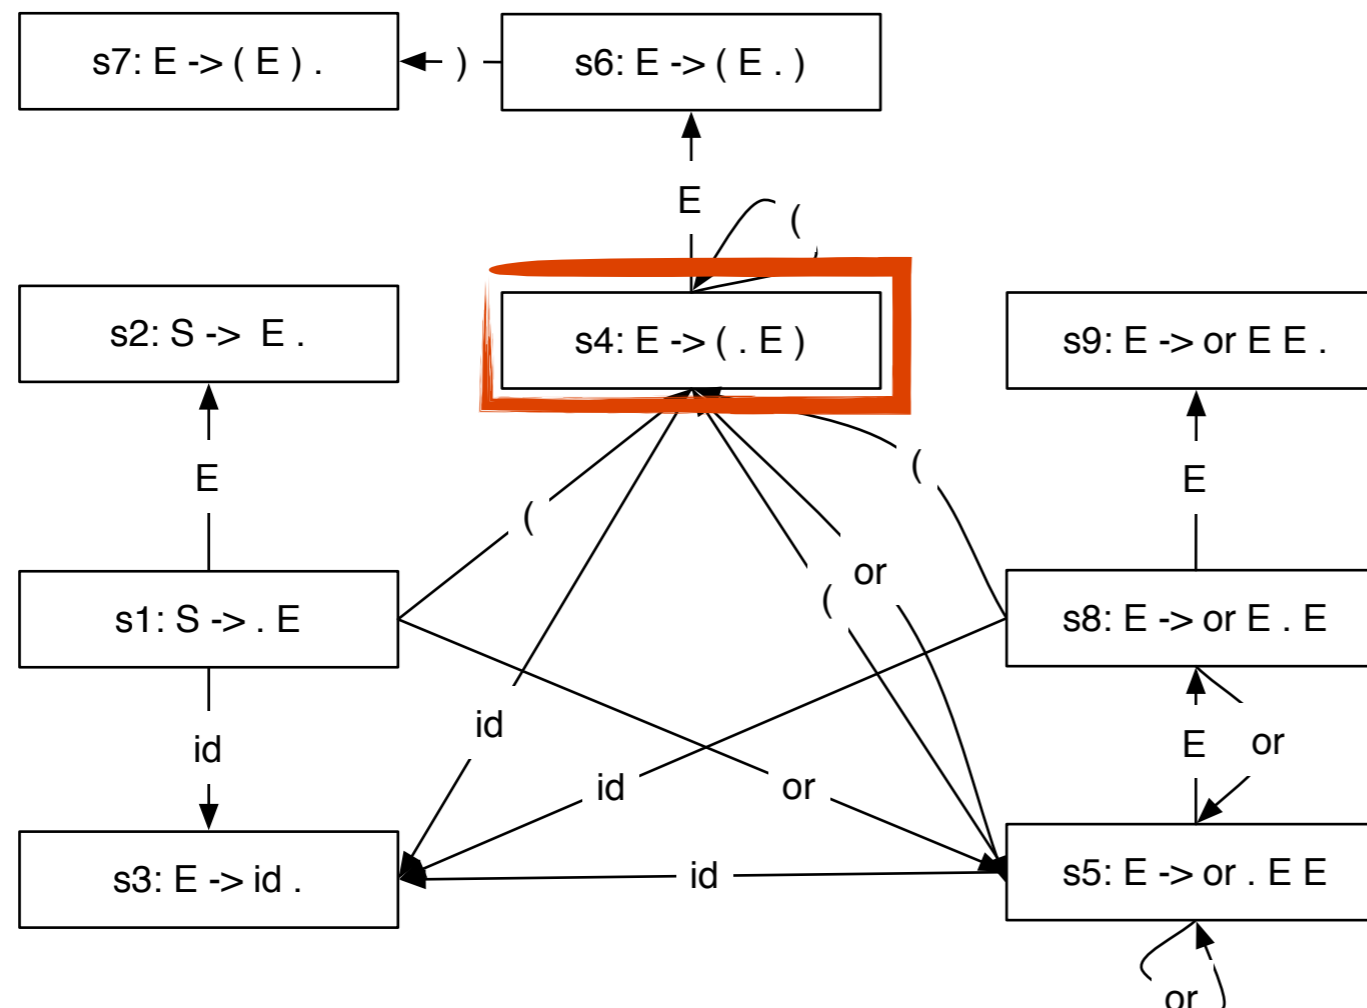 s7: E -> ( E ) .
)
s6: E -> ( E . )
E
(
s2: S -> E .
s4: E -> ( . E )
s9: E -> or E E .
E
(
(
E
or
(
s1: S -> . E
s8: E -> or E . E
id
id
E
or
id
or
s3: E -> id .
id
s5: E -> or . E E
or